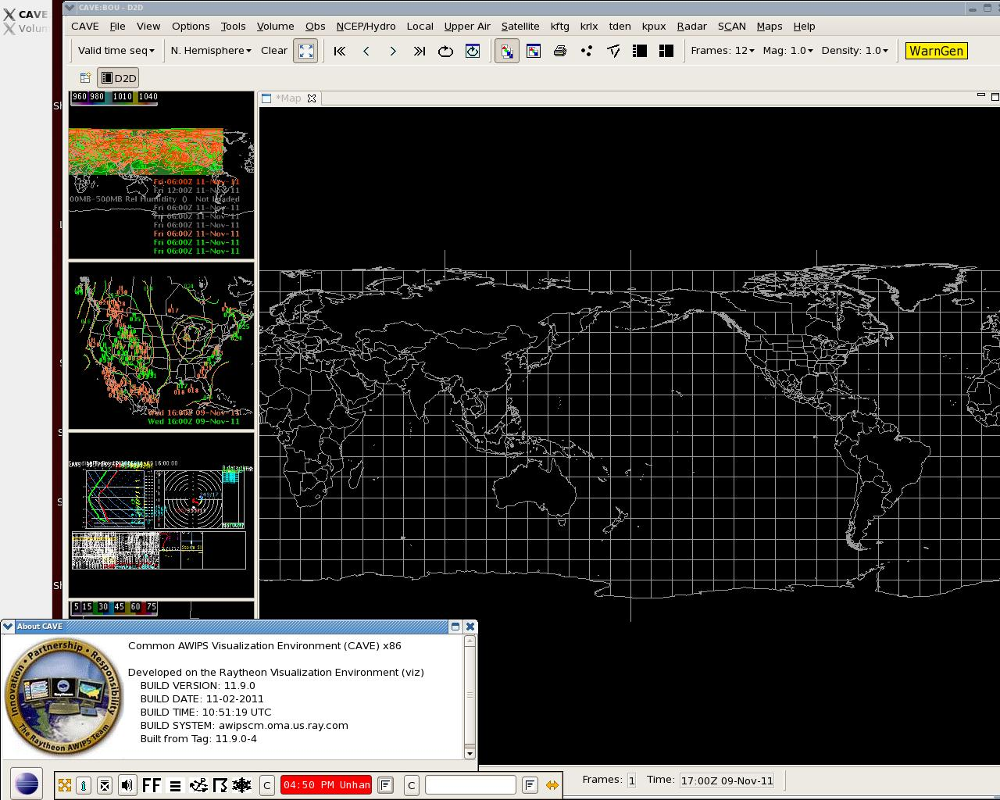 CAVE
Volum
CAVE:BOU - D2D
CAVE File View Options Tools Volume Obs NCEP/Hydro Local Upper Air Satellite kftg krlx tden kpux Radar SCAN Maps Help
Valid time seq N. Hemisphere Clear Frames: 12 Mag: 1.0 Density: 1.0 WarnGen
D2D
*Map
960 980 1010 1040
Fri 06:00Z 11-Nov-11
Fri 12:00Z 11-Nov-11
00MB-500MB Rel Humidity () Not Loaded
Fri 06:00Z 11-Nov-11
Fri 06:00Z 11-Nov-11
Fri 06:00Z 11-Nov-11
Fri 06:00Z 11-Nov-11
Fri 06:00Z 11-Nov-11
Fri 06:00Z 11-Nov-11
Wed 16:00Z 09-Nov-11
Wed 16:00Z 09-Nov-11
5 15 30 45 60 75
About CAVE
Innovation • Partnership • Responsibility
Raytheon
The Raytheon AWIPS Team
Common AWIPS Visualization Environment (CAVE) x86
Developed on the Raytheon Visualization Environment (viz)
BUILD VERSION: 11.9.0
BUILD DATE: 11-02-2011
BUILD TIME: 10:51:19 UTC
BUILD SYSTEM: awipscm.oma.us.ray.com
Built from Tag: 11.9.0-4
FF C 04:50 PM Unhan C
Frames: 1 Time: 17:00Z 09-Nov-11